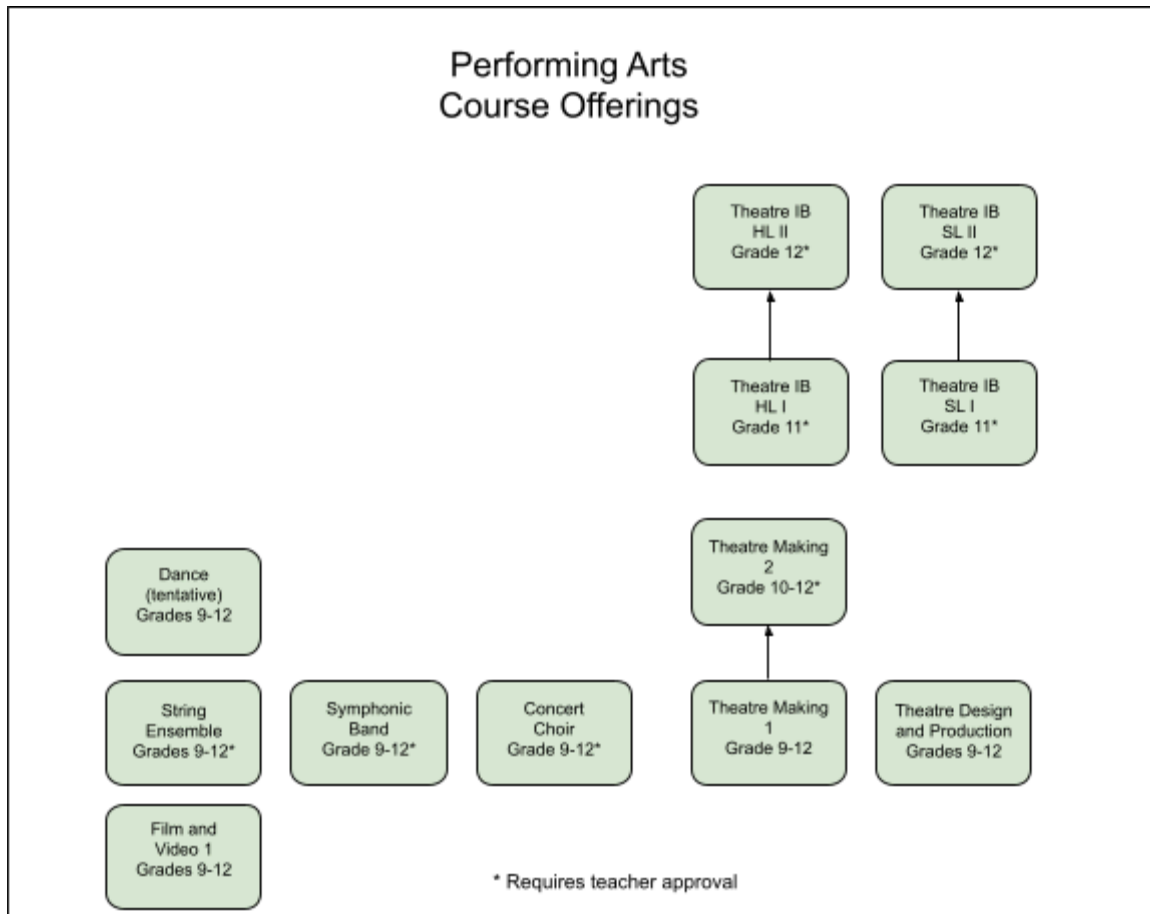 Performing Arts
Course Offerings
Theatre IB
HL II
Grade 12*
Theatre IB
SL II
Grade 12*
Theatre IB
HL I
Grade 11*
Theatre IB
SL I
Grade 11*
Theatre Making
2
Grade 10-12*
Dance
(tentative)
Grades 9-12
String
Ensemble
Grades 9-12*
Symphonic
Band
Grade 9-12*
Concert
Choir
Grade 9-12*
Theatre Making
1
Grade 9-12
Theatre Design
and Production
Grades 9-12
Film and
Video 1
Grades 9-12
* Requires teacher approval